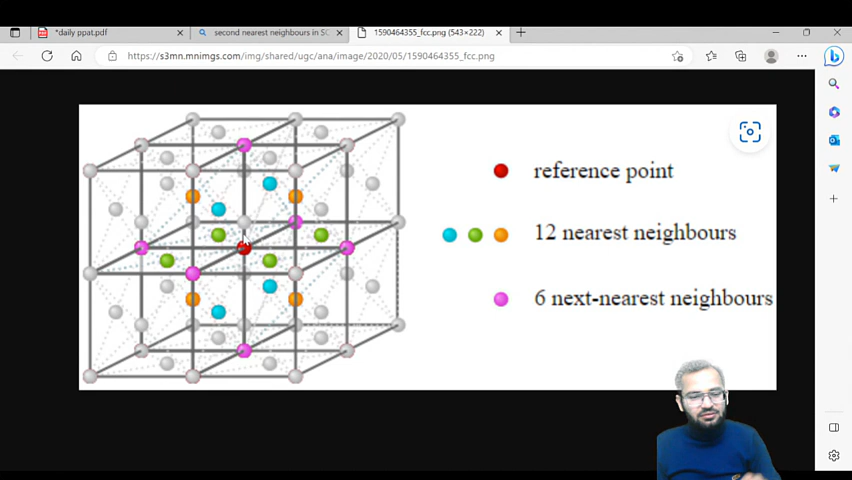 *daily ppat.pdf
second nearest neighbours in SC
1590464355_fcc.png (543×222)
https://s3mn.mnimgs.com/img/shared/ugc/ana/image/2020/05/1590464355_fcc.png
reference point
12 nearest neighbours
6 next-nearest neighbours